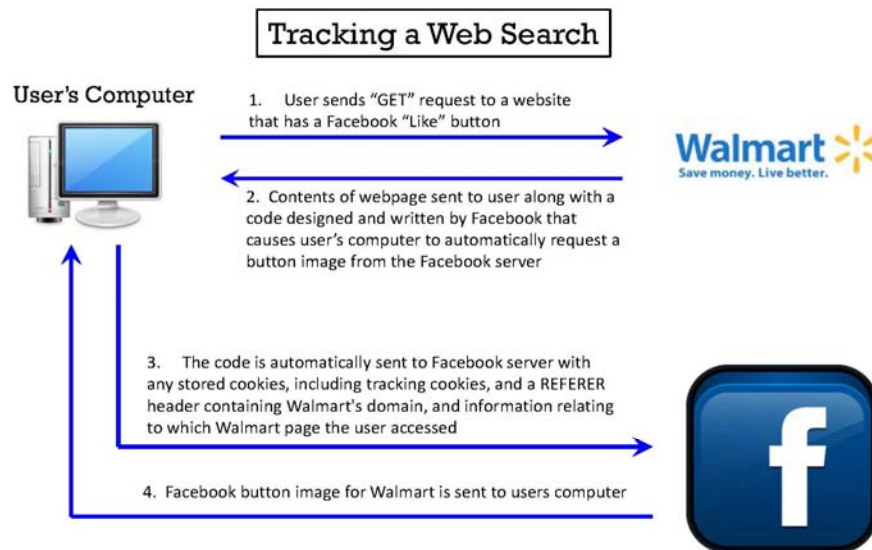 Tracking a Web Search
User's Computer
1. User sends “GET” request to a website
that has a Facebook “Like” button
Walmart
Save money. Live better.
2. Contents of webpage sent to user along with a
code designed and written by Facebook that
causes user's computer to automatically request a
button image from the Facebook server
3. The code is automatically sent to Facebook server with
any stored cookies, including tracking cookies, and a REFERER
header containing Walmart's domain, and information relating
to which Walmart page the user accessed
f
4. Facebook button image for Walmart is sent to users computer